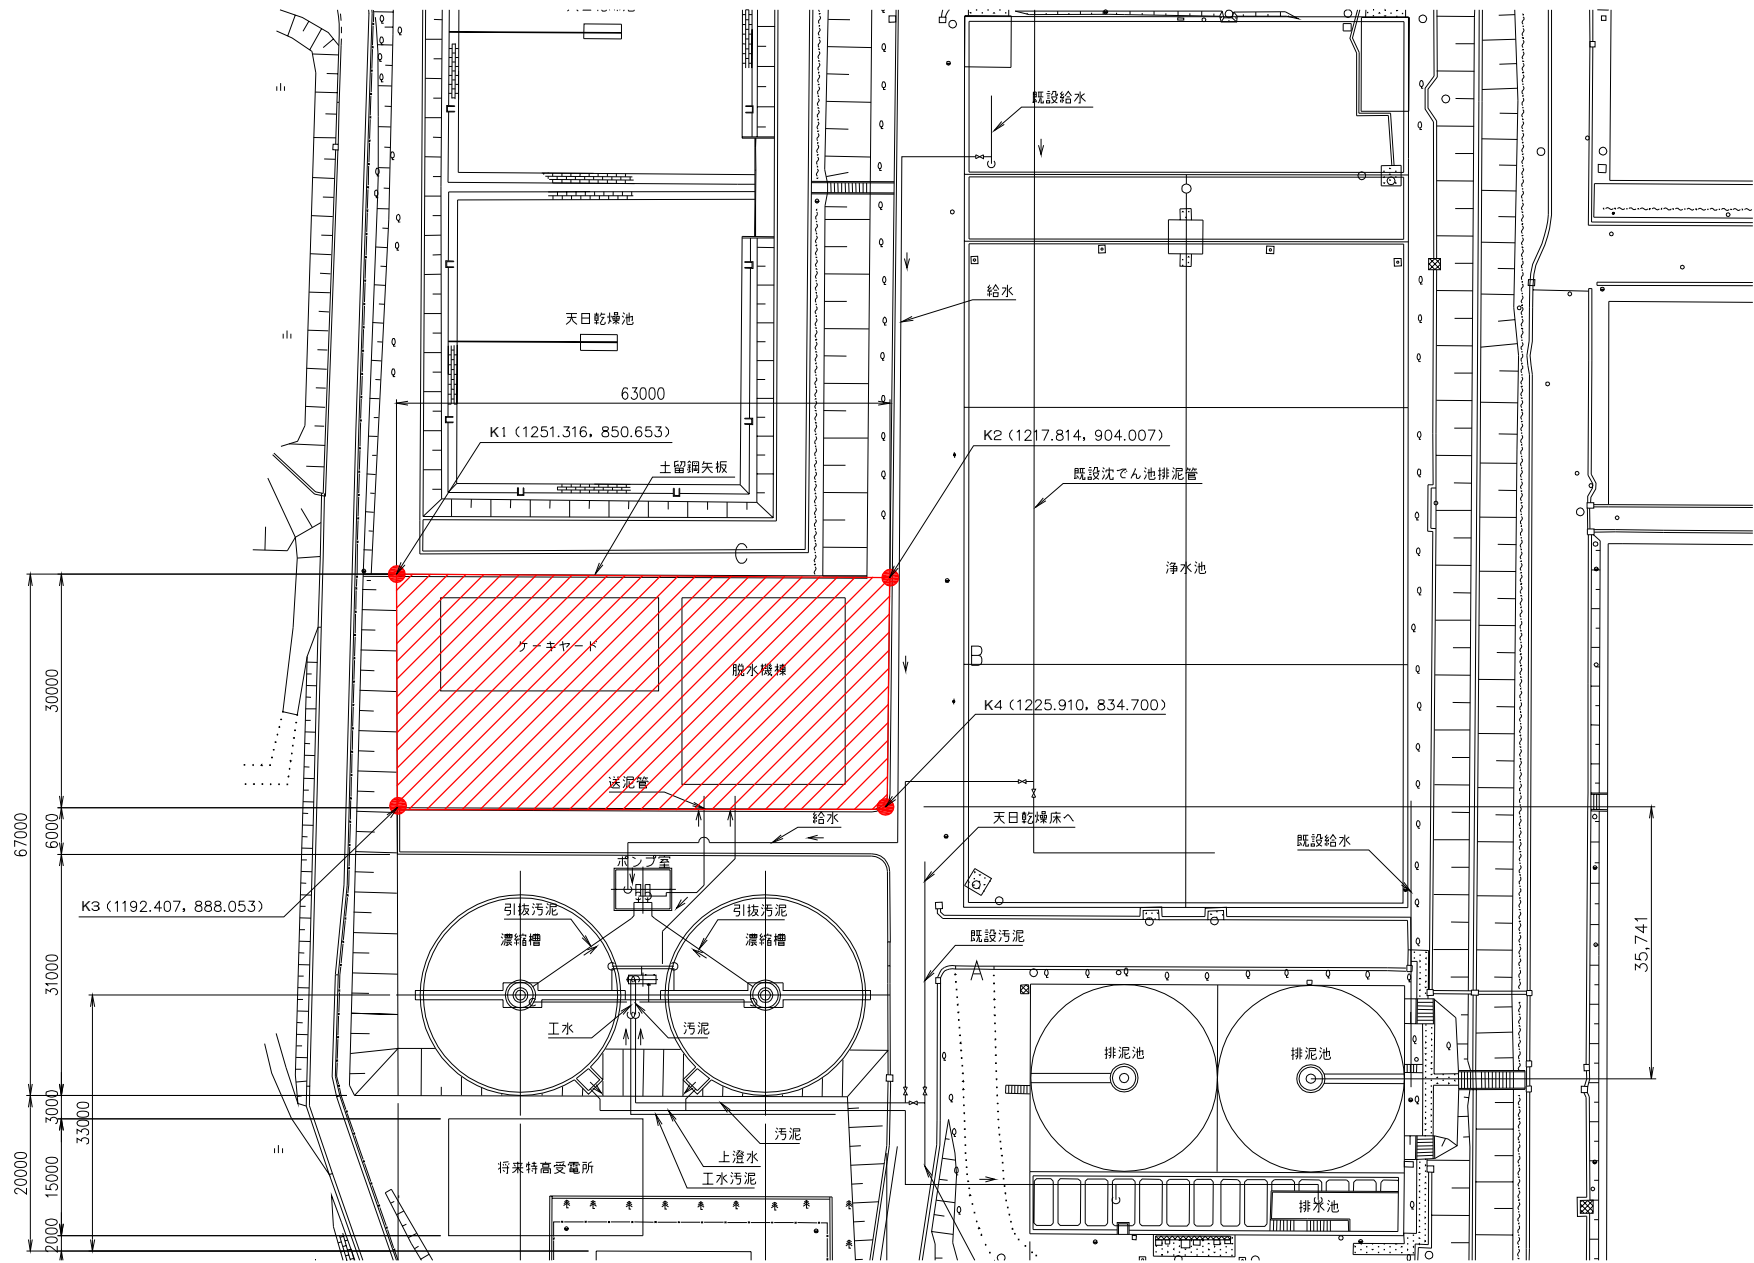 既設給水
給水
天日乾燥池
63000
K1 (1251.316, 850.653)
K2 (1217.814, 904.007)
土留鋼矢板
既設沈でん池排泥管
C
浄水池
ケーキヤード
脱水機棟
B
30000
K4 (1225.910, 834.700)
送泥管
給水
天日乾燥床へ
67000
6000
既設給水
ポンプ室
K3 (1192.407, 888.053)
引抜汚泥
引抜汚泥
濃縮槽
濃縮槽
既設汚泥
35,741
31000
A
工水
汚泥
排泥池
排泥池
3000
33000
汚泥
20000
15000
上澄水
将来特高受電所
工水汚泥
排水池
2000